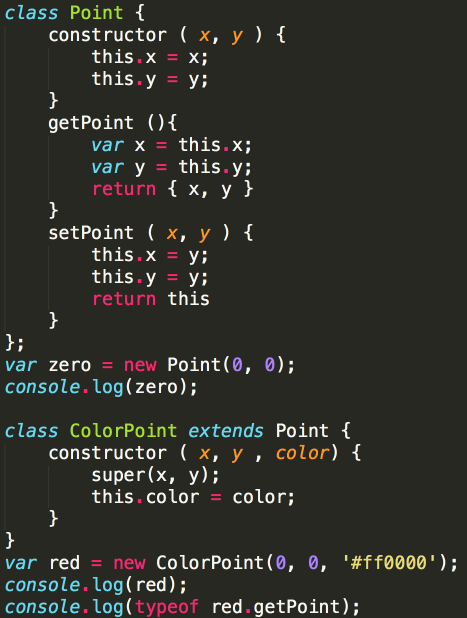 class Point {
    constructor ( x, y ) {
        this.x = x;
        this.y = y;
    }
    getPoint (){
        var x = this.x;
        var y = this.y;
        return { x, y }
    }
    setPoint ( x, y ) {
        this.x = y;
        this.y = y;
        return this
    }
};
var zero = new Point(0, 0);
console.log(zero);

class ColorPoint extends Point {
    constructor ( x, y , color) {
        super(x, y);
        this.color = color;
    }
}
var red = new ColorPoint(0, 0, '#ff0000');
console.log(red);
console.log(typeof red.getPoint);